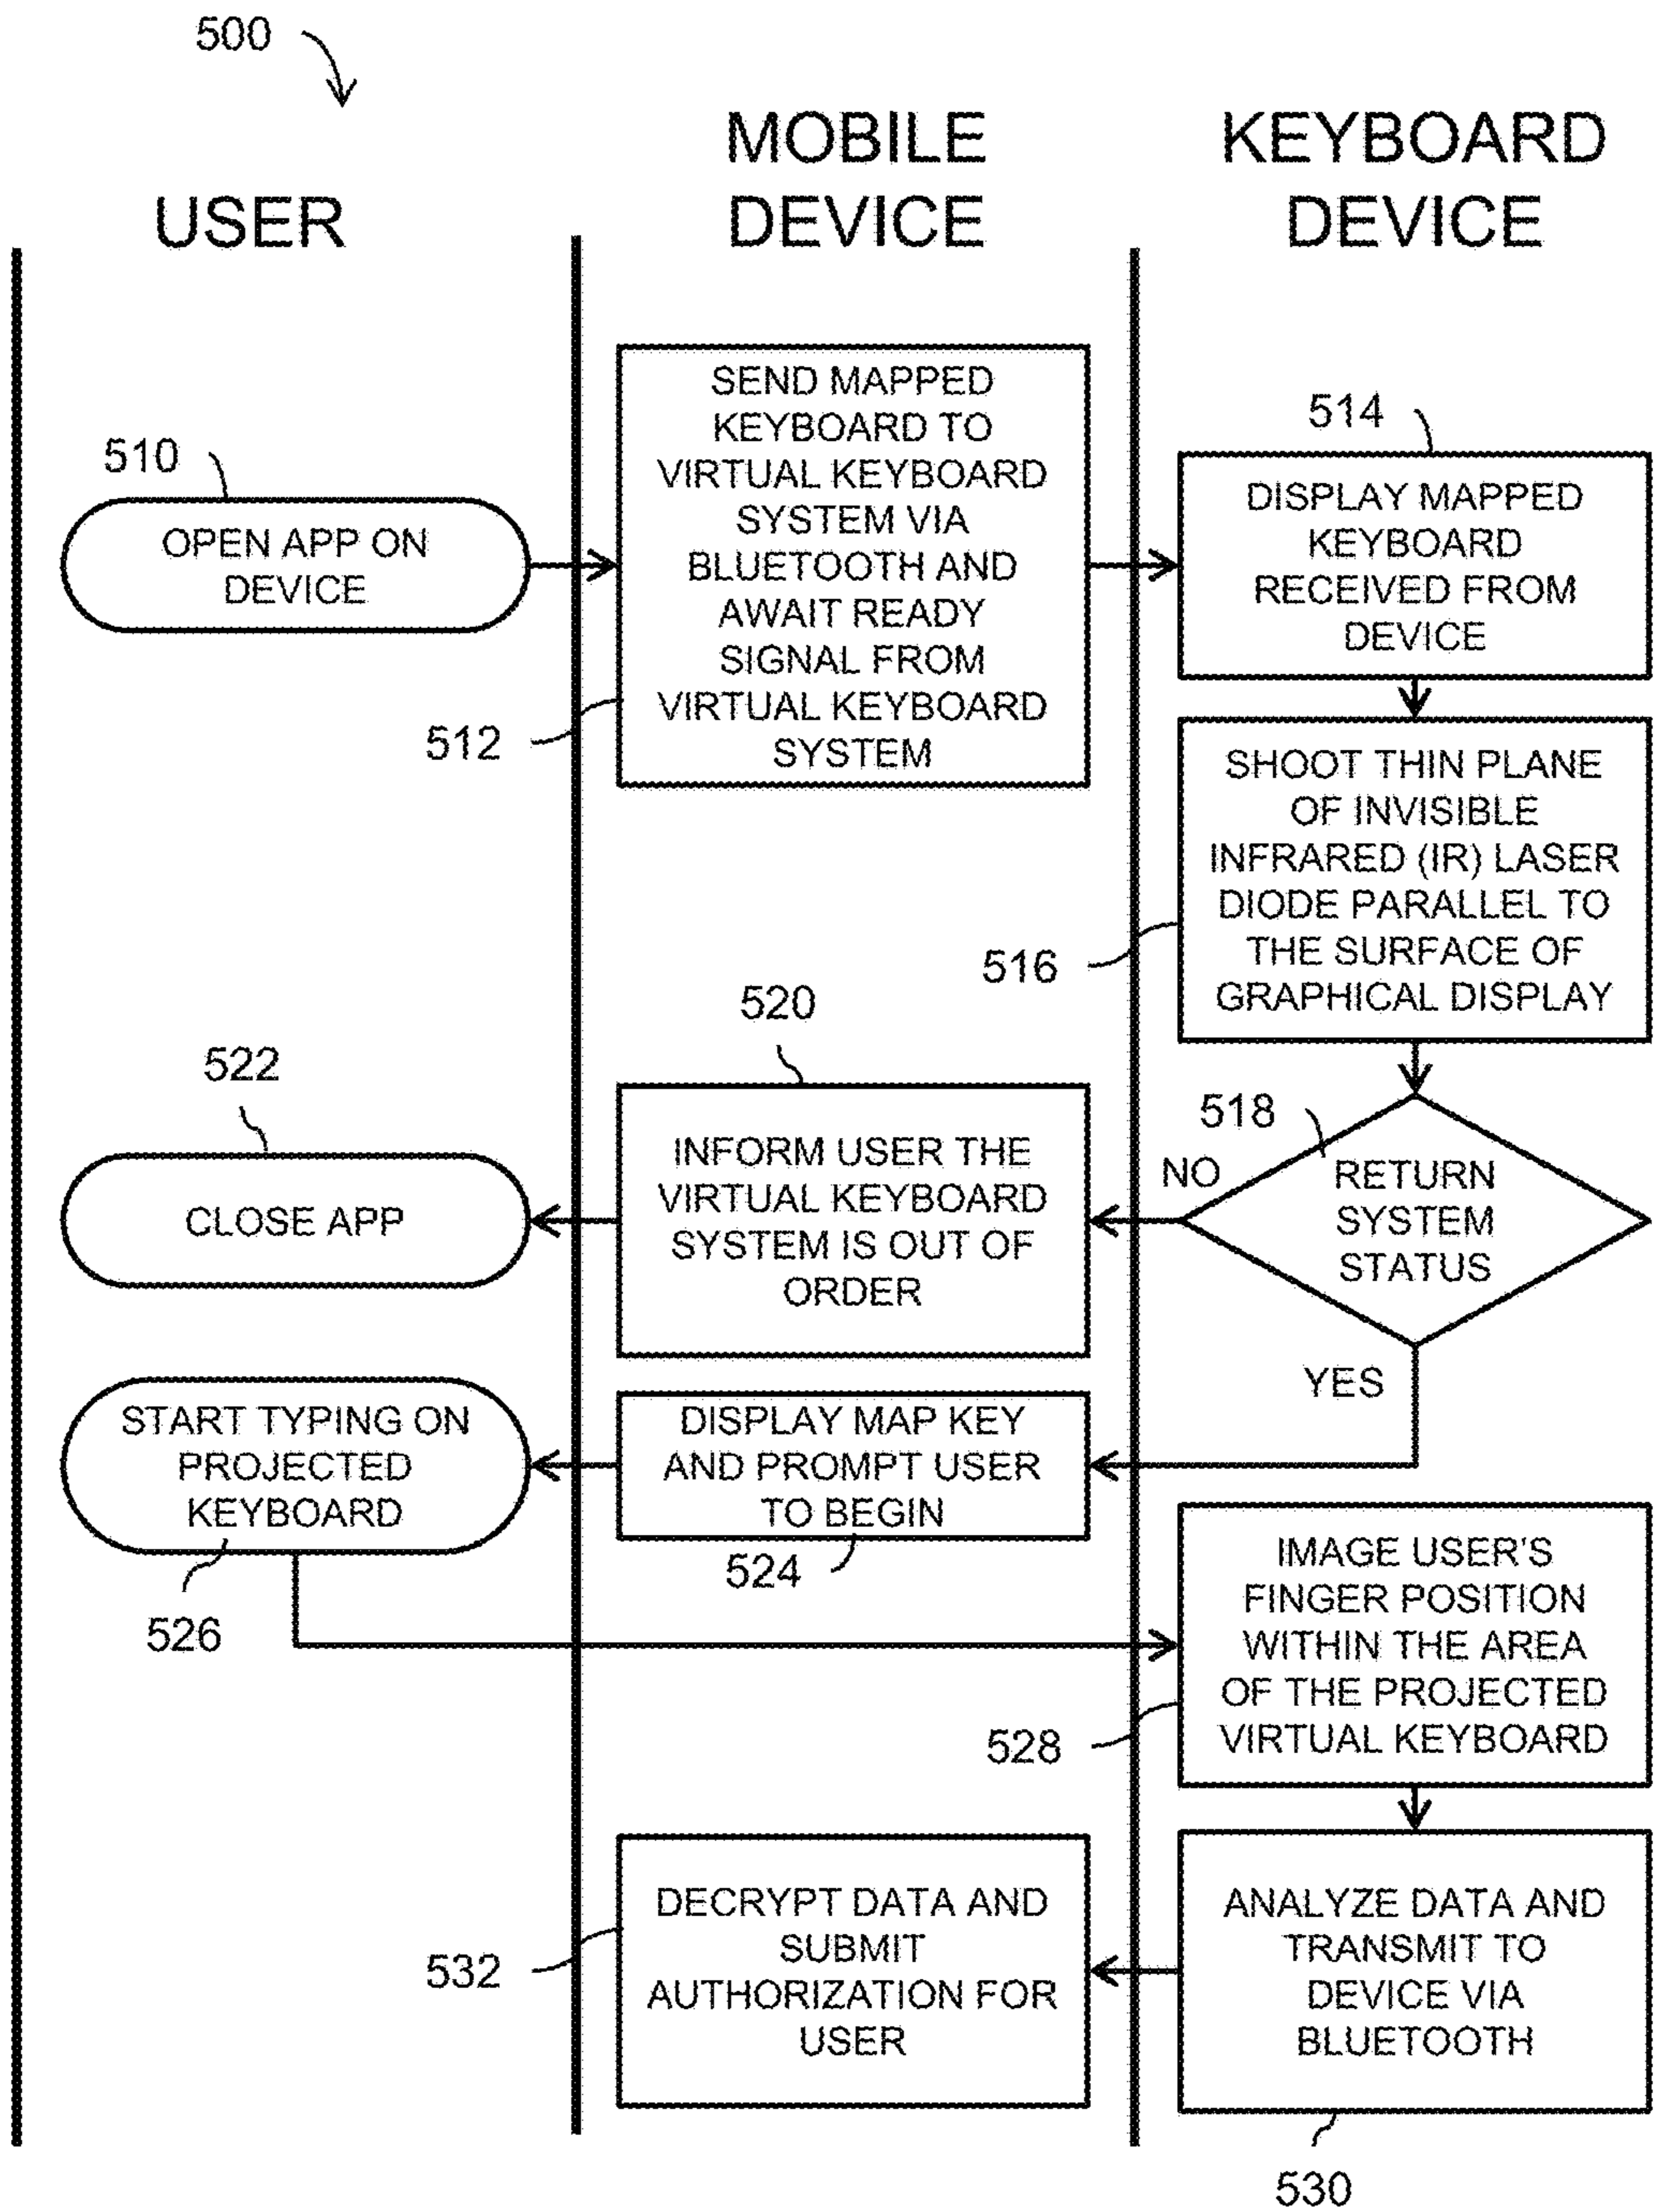 500
USER
MOBILE
DEVICE
KEYBOARD
DEVICE
510
OPEN APP ON
DEVICE
SEND MAPPED
KEYBOARD TO
VIRTUAL KEYBOARD
SYSTEM VIA
BLUETOOTH AND
AWAIT READY
SIGNAL FROM
VIRTUAL KEYBOARD
SYSTEM
512
514
DISPLAY MAPPED
KEYBOARD
RECEIVED FROM
DEVICE
SHOOT THIN PLANE
OF INVISIBLE
INFRARED (IR) LASER
DIODE PARALLEL TO
THE SURFACE OF
GRAPHICAL DISPLAY
516
518
RETURN
SYSTEM
STATUS
NO
YES
520
INFORM USER THE
VIRTUAL KEYBOARD
SYSTEM IS OUT OF
ORDER
522
CLOSE APP
DISPLAY MAP KEY
AND PROMPT USER
TO BEGIN
524
START TYPING ON
PROJECTED
KEYBOARD
526
IMAGE USER'S
FINGER POSITION
WITHIN THE AREA
OF THE PROJECTED
VIRTUAL KEYBOARD
528
ANALYZE DATA AND
TRANSMIT TO
DEVICE VIA
BLUETOOTH
530
DECRYPT DATA AND
SUBMIT
AUTHORIZATION FOR
USER
532